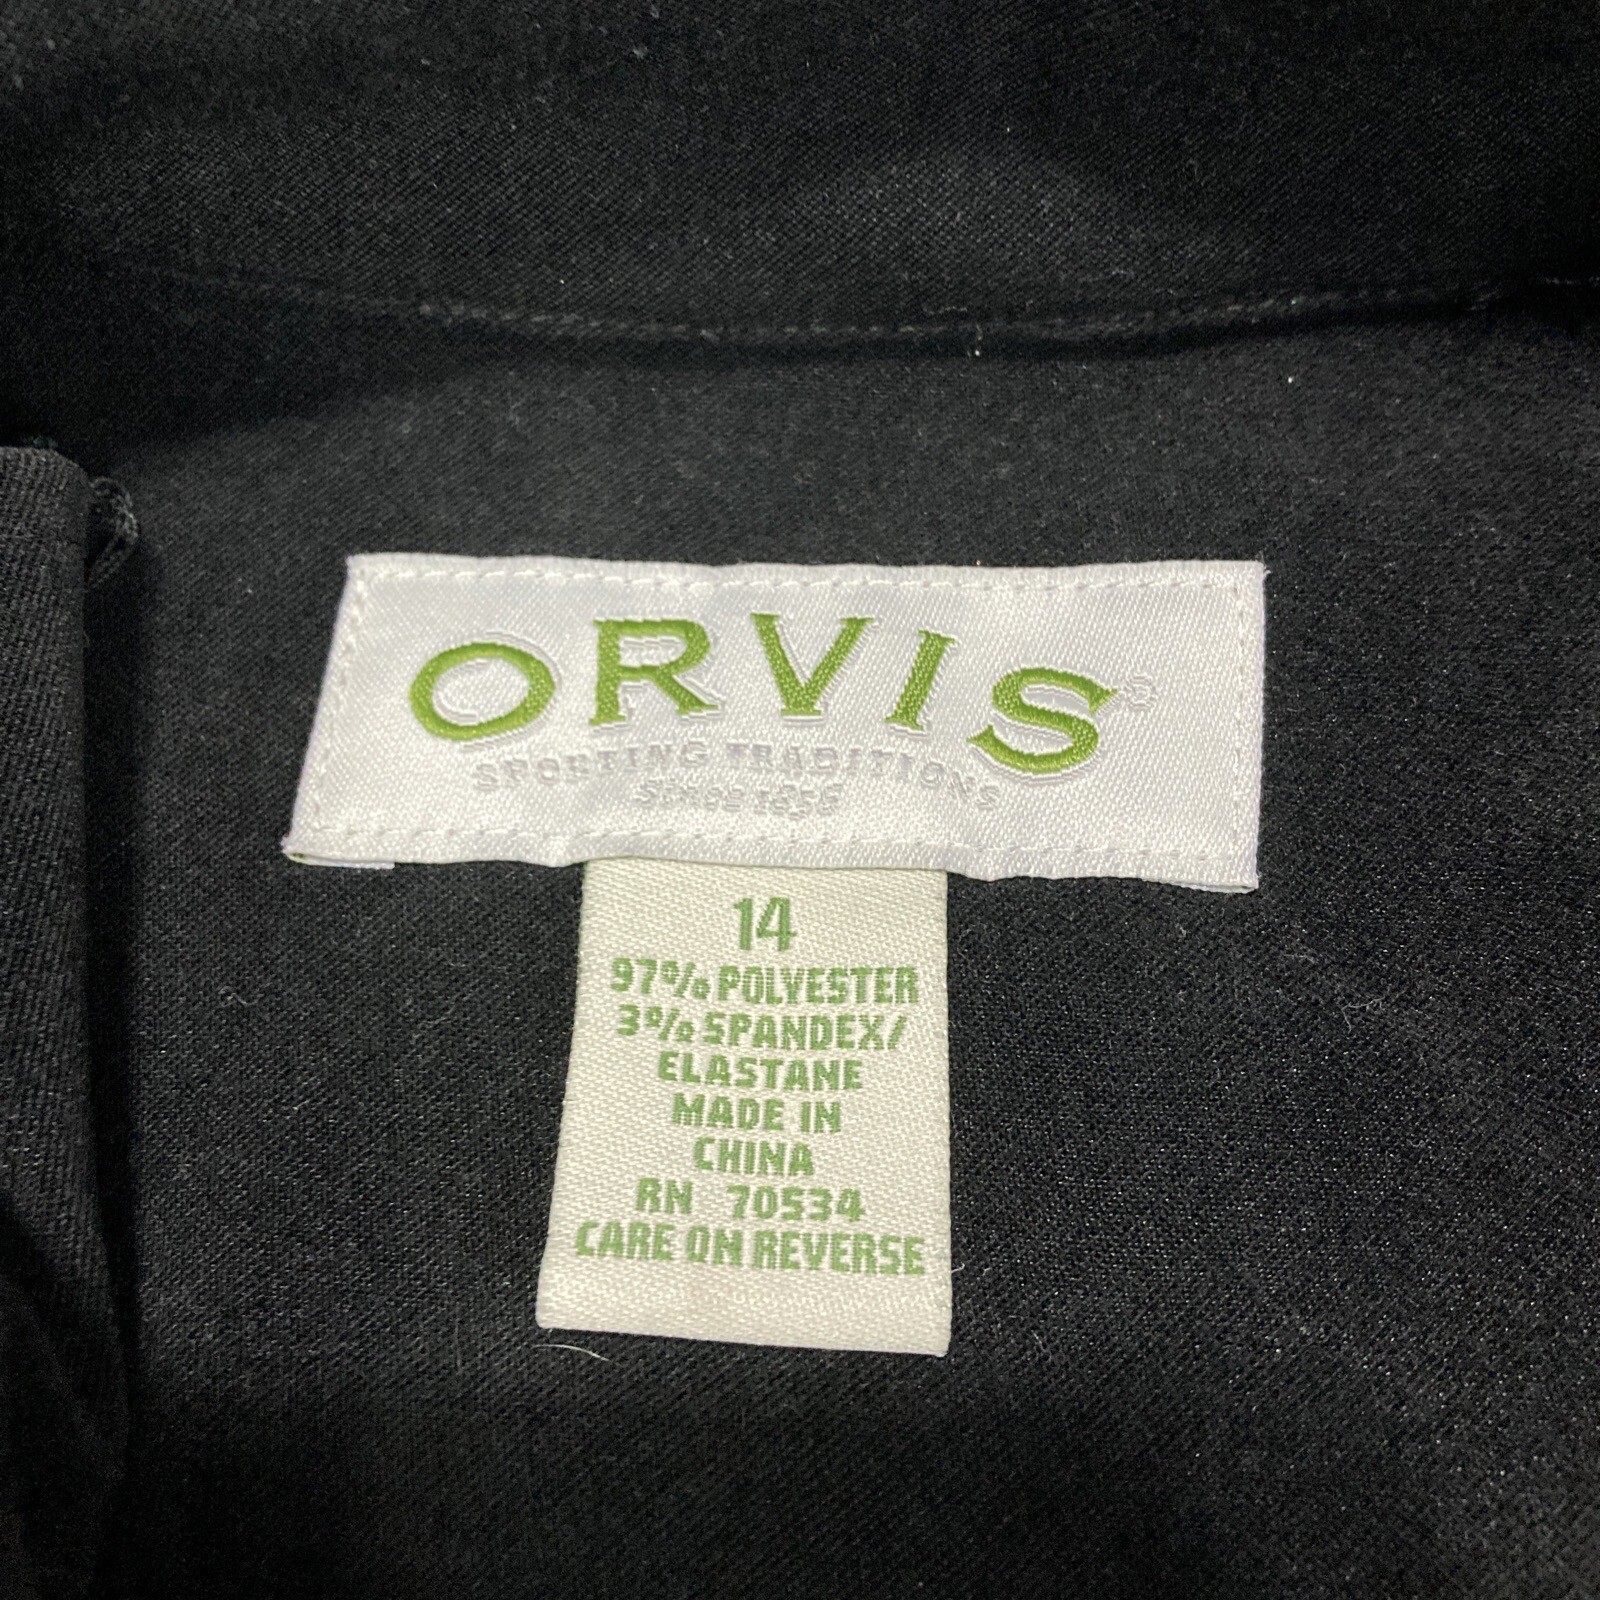 ORVIS
SPORTING TRADITIONS
Since 1856
14
97% POLYESTER
3% SPANDEX/
ELASTANE
MADE IN
CHINA
RN 70534
CARE ON REVERSE